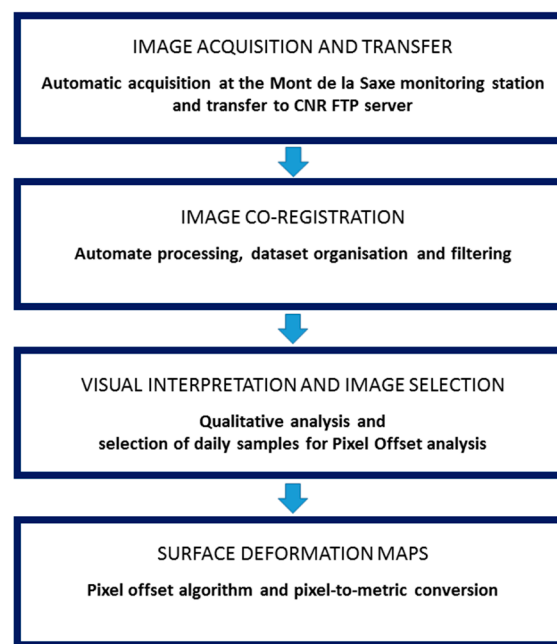 IMAGE ACQUISITION AND TRANSFER
Automatic acquisition at the Mont de la Saxe monitoring station
and transfer to CNR FTP server
IMAGE CO-REGISTRATION
Automate processing, dataset organisation and filtering
VISUAL INTERPRETATION AND IMAGE SELECTION
Qualitative analysis and
selection of daily samples for Pixel Offset analysis
SURFACE DEFORMATION MAPS
Pixel offset algorithm and pixel-to-metric conversion